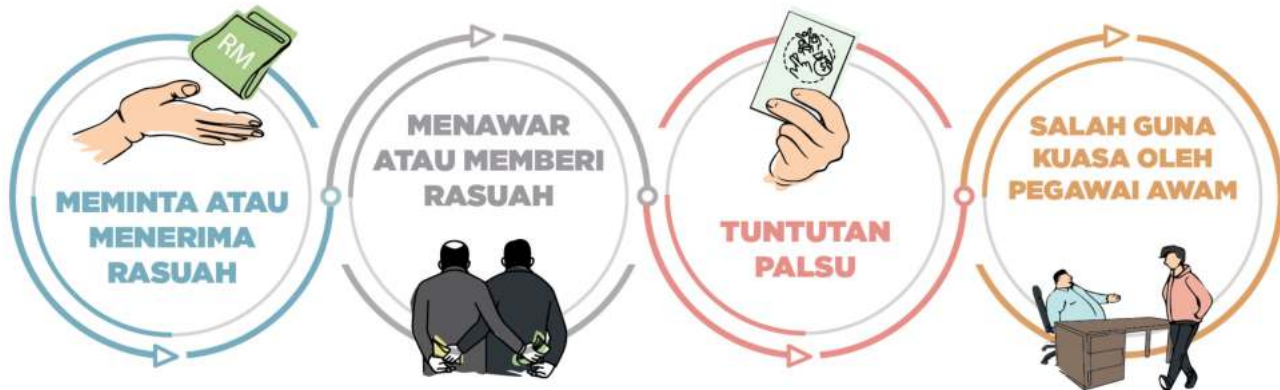 RM
MEMINTA ATAU
MENERIMA
RASUAH
MENAWAR
ATAU MEMBERI
RASUAH
TUNTUTAN
PALSU
SALAH GUNA
KUASA OLEH
PEGAWAI AWAM